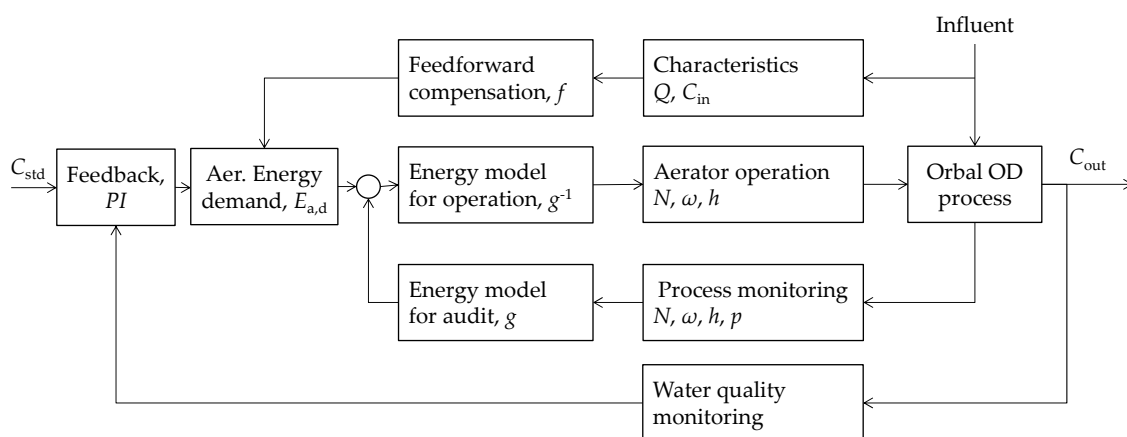 Influent
Feedforward
compensation, f
Characteristics
Q, Cin
Cstd
Feedback,
PI
Aer. Energy
demand, Ea,d
Energy model
for operation, g-1
Aerator operation
N, ω, h
Orbal OD
process
Cout
Energy model
for audit, g
Process monitoring
N, ω, h, p
Water quality
monitoring